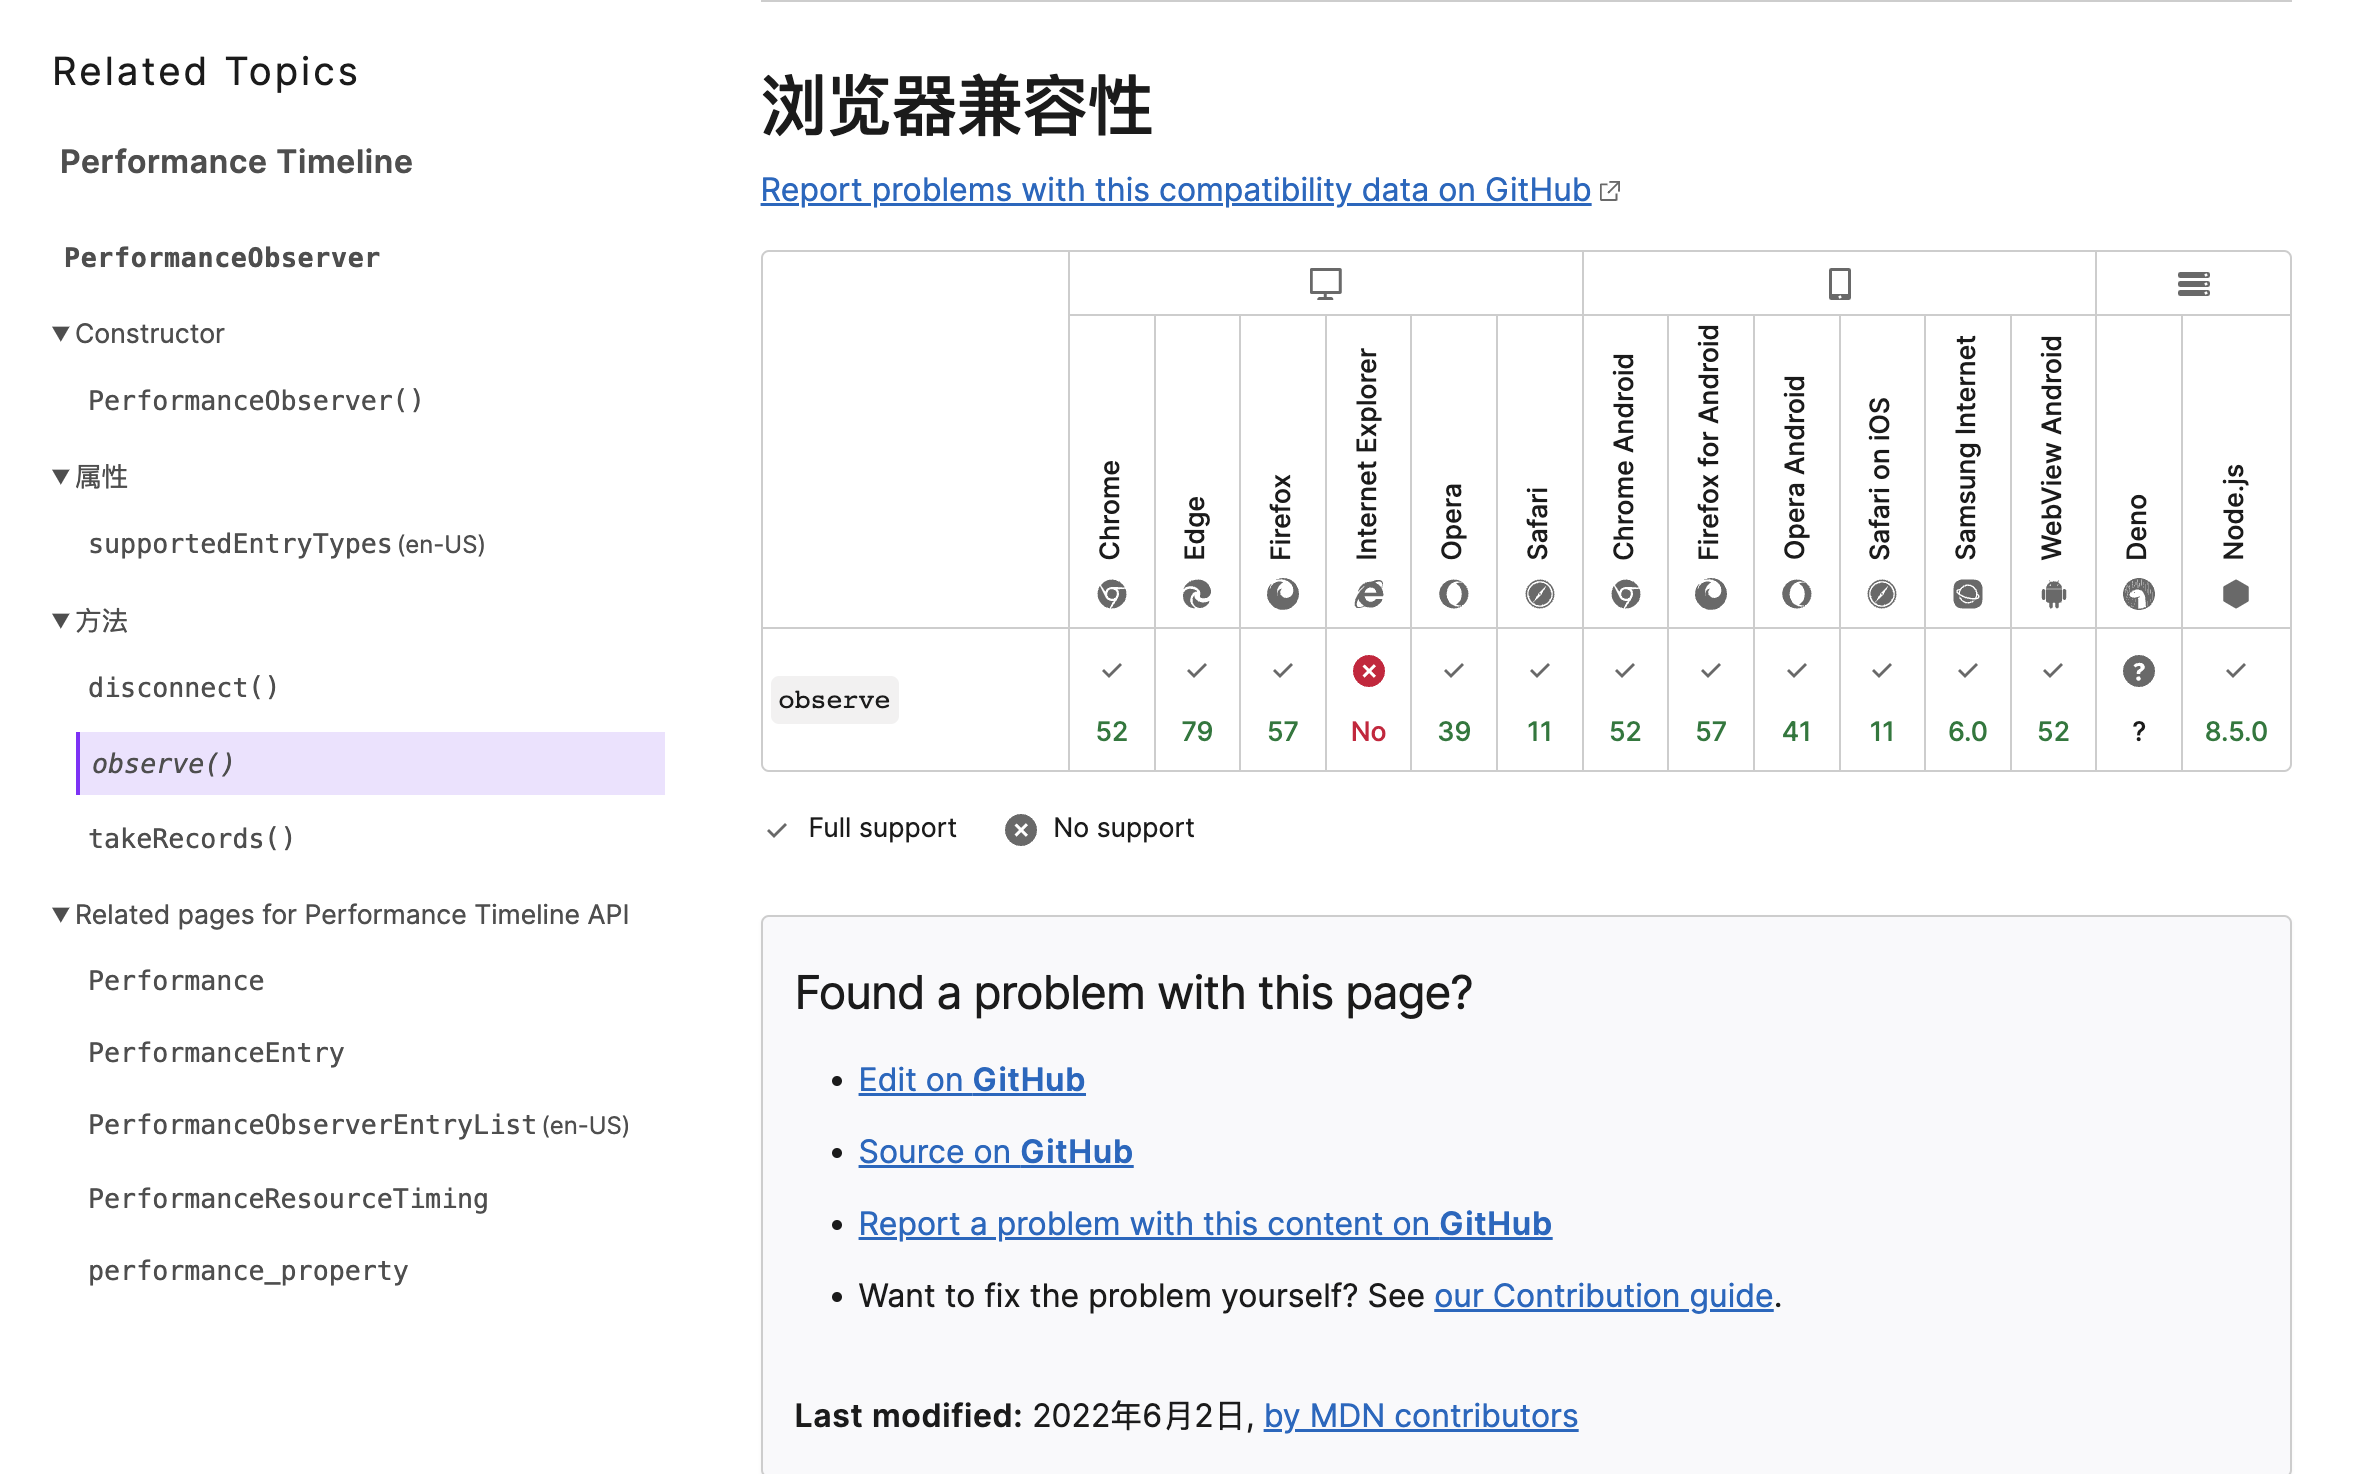 Related Topics
Performance Timeline
PerformanceObserver
Constructor
PerformanceObserver()
属性
supportedEntryTypes (en-US)
方法
disconnect()
observe()
takeRecords()
Related pages for Performance Timeline API
Performance
PerformanceEntry
PerformanceObserverEntryList (en-US)
PerformanceResourceTiming
performance_property
浏览器兼容性
Report problems with this compatibility data on GitHub
Chrome
Edge
Firefox
Internet Explorer
Opera
Safari
Chrome Android
Firefox for Android
Opera Android
Safari on iOS
Samsung Internet
WebView Android
Deno
Node.js
observe
52 79 57 No 39 11 52 57 41 11 6.0 52 ? 8.5.0
Full support No support
Found a problem with this page?
Edit on GitHub
Source on GitHub
Report a problem with this content on GitHub
Want to fix the problem yourself? See our Contribution guide.
Last modified: 2022年6月2日, by MDN contributors